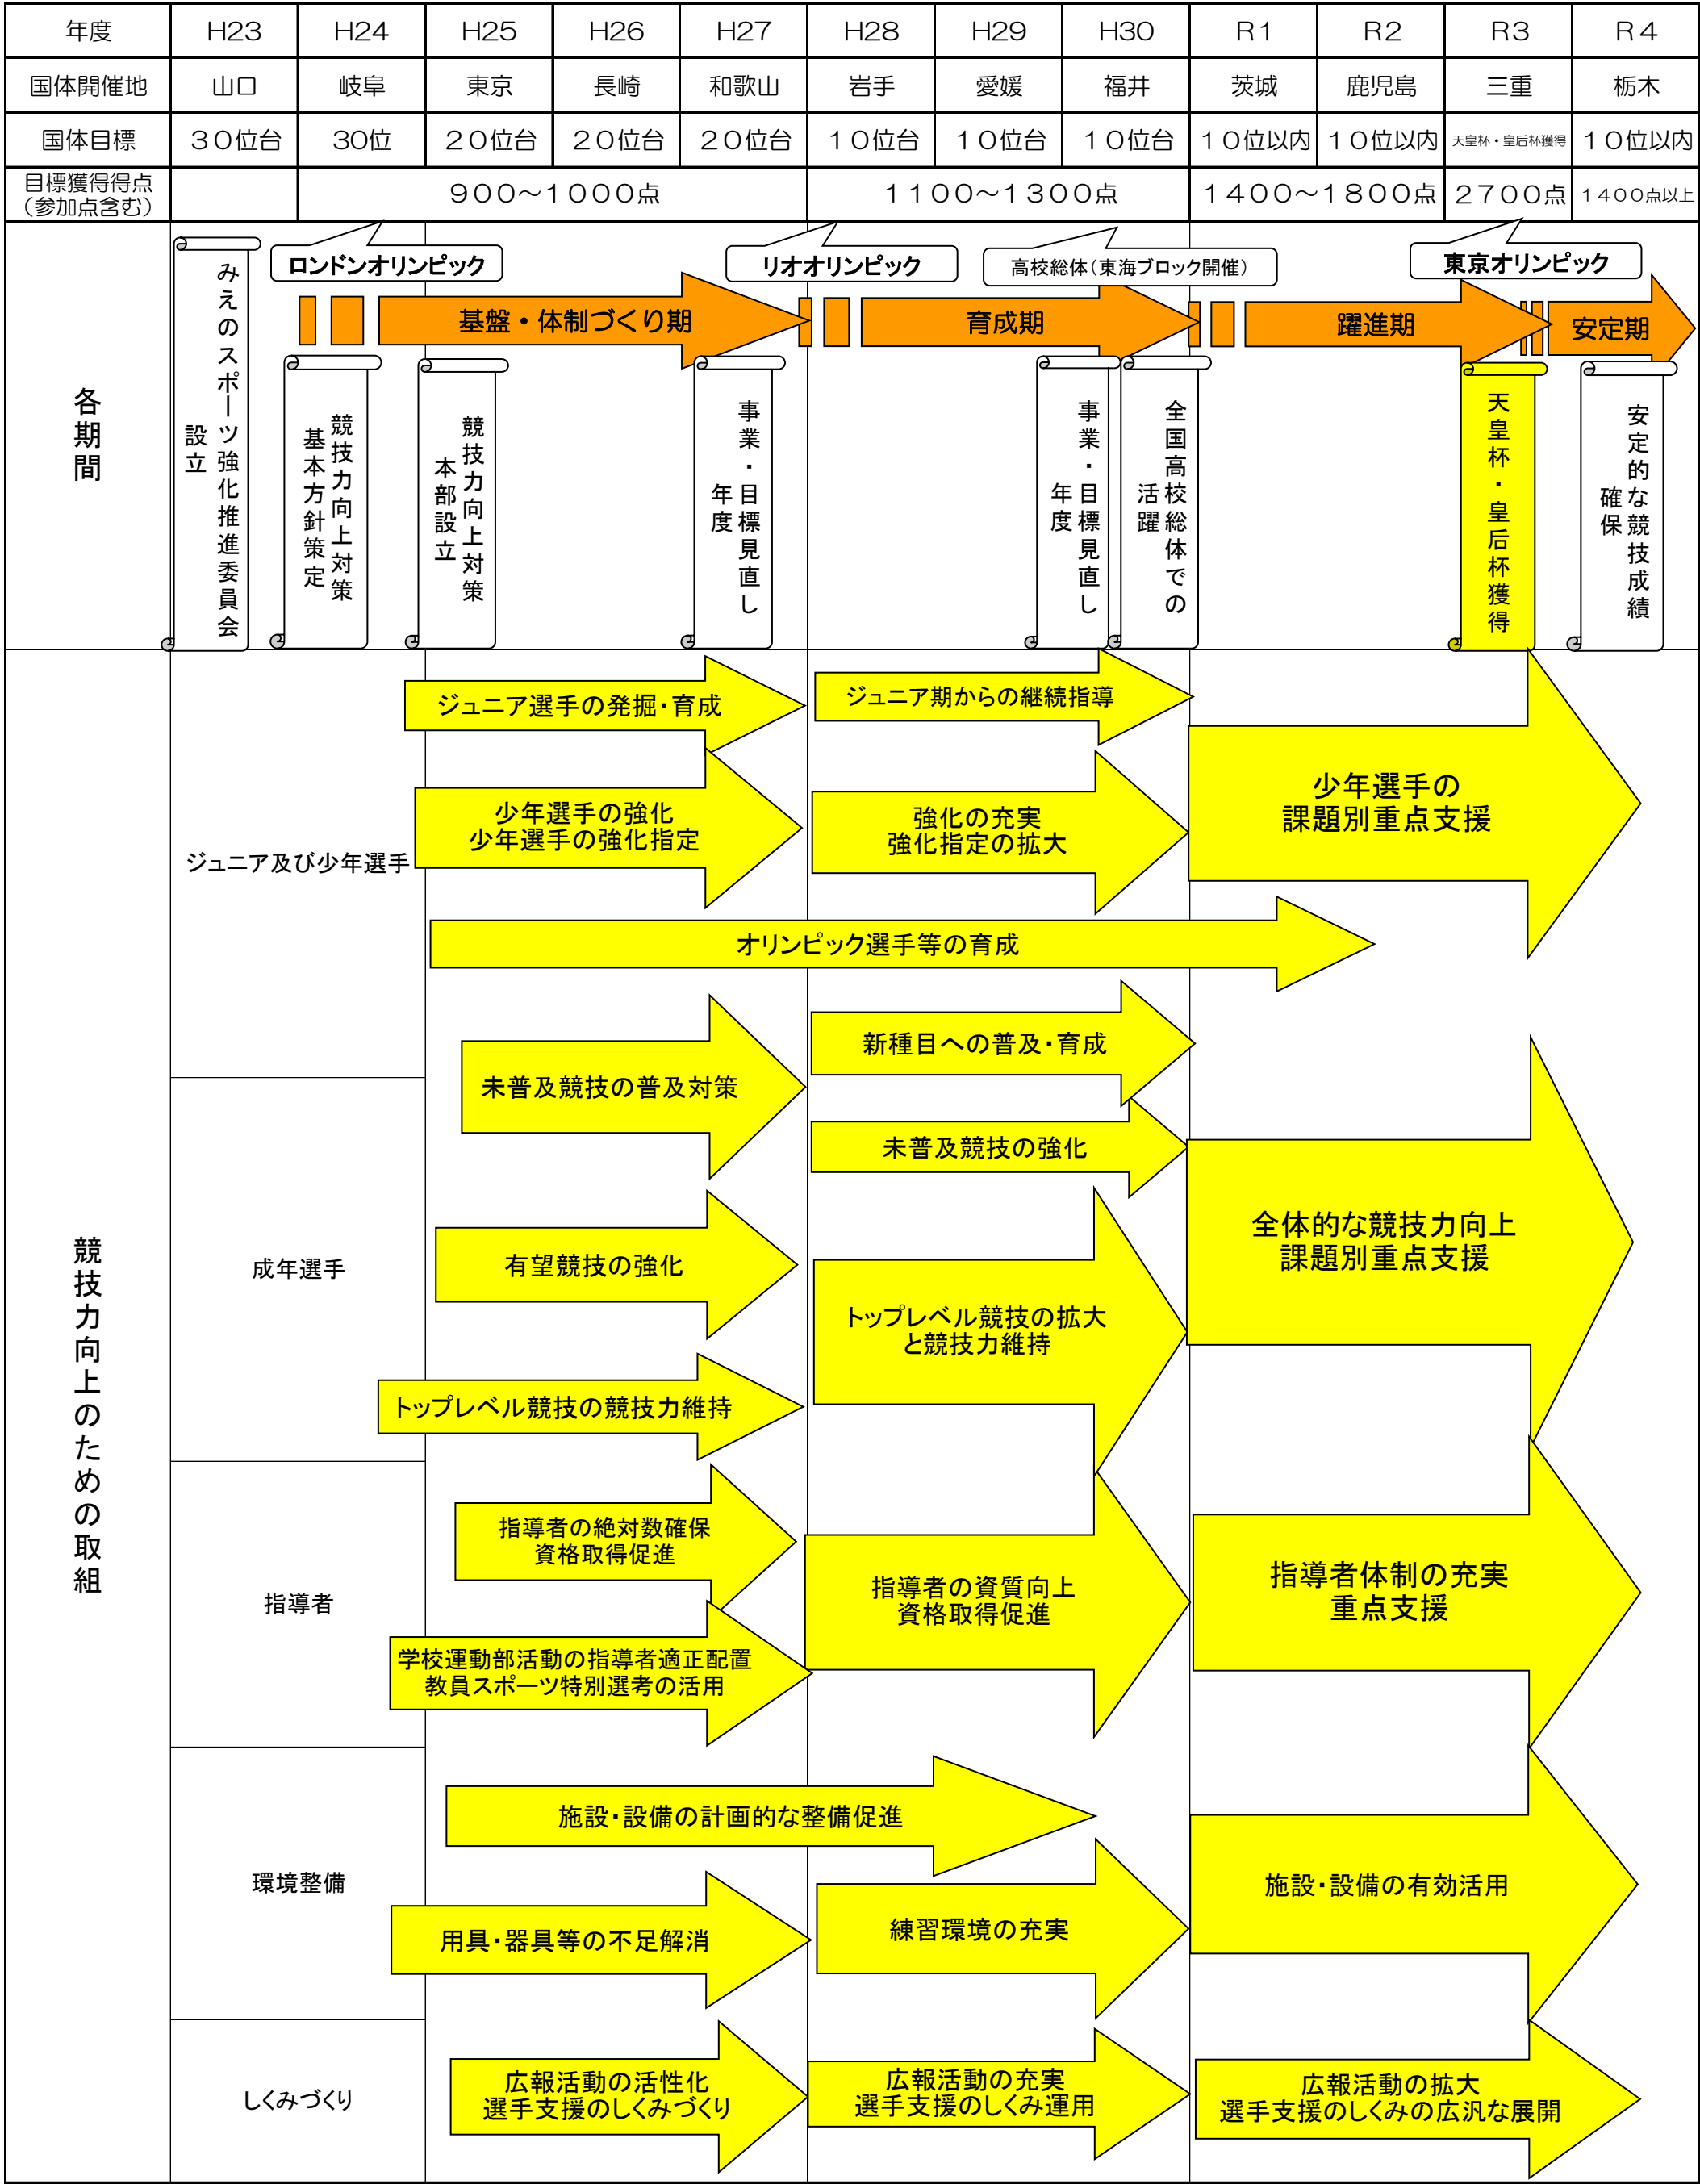 年度 H23 H24 H25 H26 H27 H28 H29 H30 R1 R2 R3 R4
国体開催地 山口 岐阜 東京 長崎 和歌山 岩手 愛媛 福井 茨城 鹿児島 三重 栃木
国体目標 30位台 30位 20位台 20位台 20位台 10位台 10位台 10位台 10位以内 10位以内 天皇杯・皇后杯獲得 10位以内
目標獲得得点
(参加点含む)
900~1000点 1100~1300点 1400~1800点 2700点 1400点以上
各期間
ロンドンオリンピック
リオオリンピック
高校総体(東海ブロック開催)
東京オリンピック
基盤・体制づくり期
育成期
躍進期
安定期
みえのスポーツ強化推進委員会
設立
競技力向上対策
基本方針策定
競技力向上対策
本部設立
事業・目標見直し
年度
事業・目標見直し
年度
全国高校総体での
活躍
天皇杯・皇后杯獲得
安定的な競技成績
確保
競技力向上のための取組
ジュニア及び少年選手
ジュニア選手の発掘・育成
ジュニア期からの継続指導
少年選手の強化
少年選手の強化指定
強化の充実
強化指定の拡大
少年選手の
課題別重点支援
オリンピック選手等の育成
成年選手
未普及競技の普及対策
新種目への普及・育成
未普及競技の強化
有望競技の強化
トップレベル競技の拡大
と競技力維持
全体的な競技力向上
課題別重点支援
トップレベル競技の競技力維持
指導者
指導者の絶対数確保
資格取得促進
学校運動部活動の指導者適正配置
教員スポーツ特別選考の活用
指導者の資質向上
資格取得促進
指導者体制の充実
重点支援
環境整備
施設・設備の計画的な整備促進
用具・器具等の不足解消
練習環境の充実
施設・設備の有効活用
しくみづくり
広報活動の活性化
選手支援のしくみづくり
広報活動の充実
選手支援のしくみ運用
広報活動の拡大
選手支援のしくみの広汎な展開